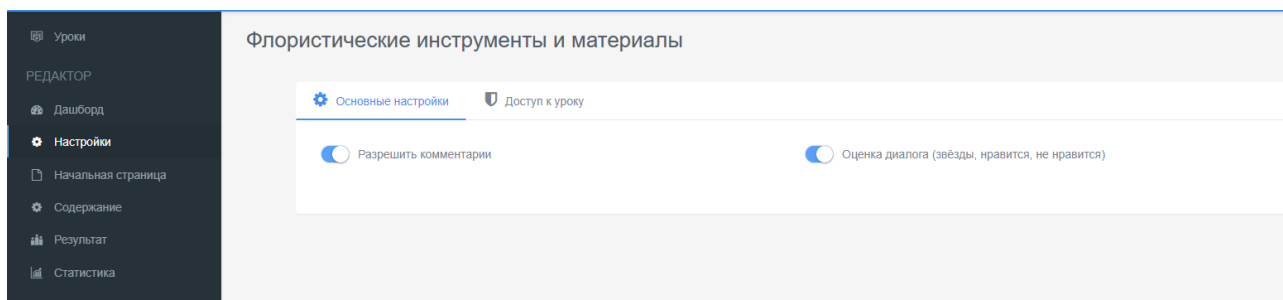 Уроки
РЕДАКТОР
Дашборд
Настройки
Начальная страница
Содержание
Результат
Статистика
Флористические инструменты и материалы
Основные настройки
Доступ к уроку
Разрешить комментарии
Оценка диалога (звёзды, нравится, не нравится)